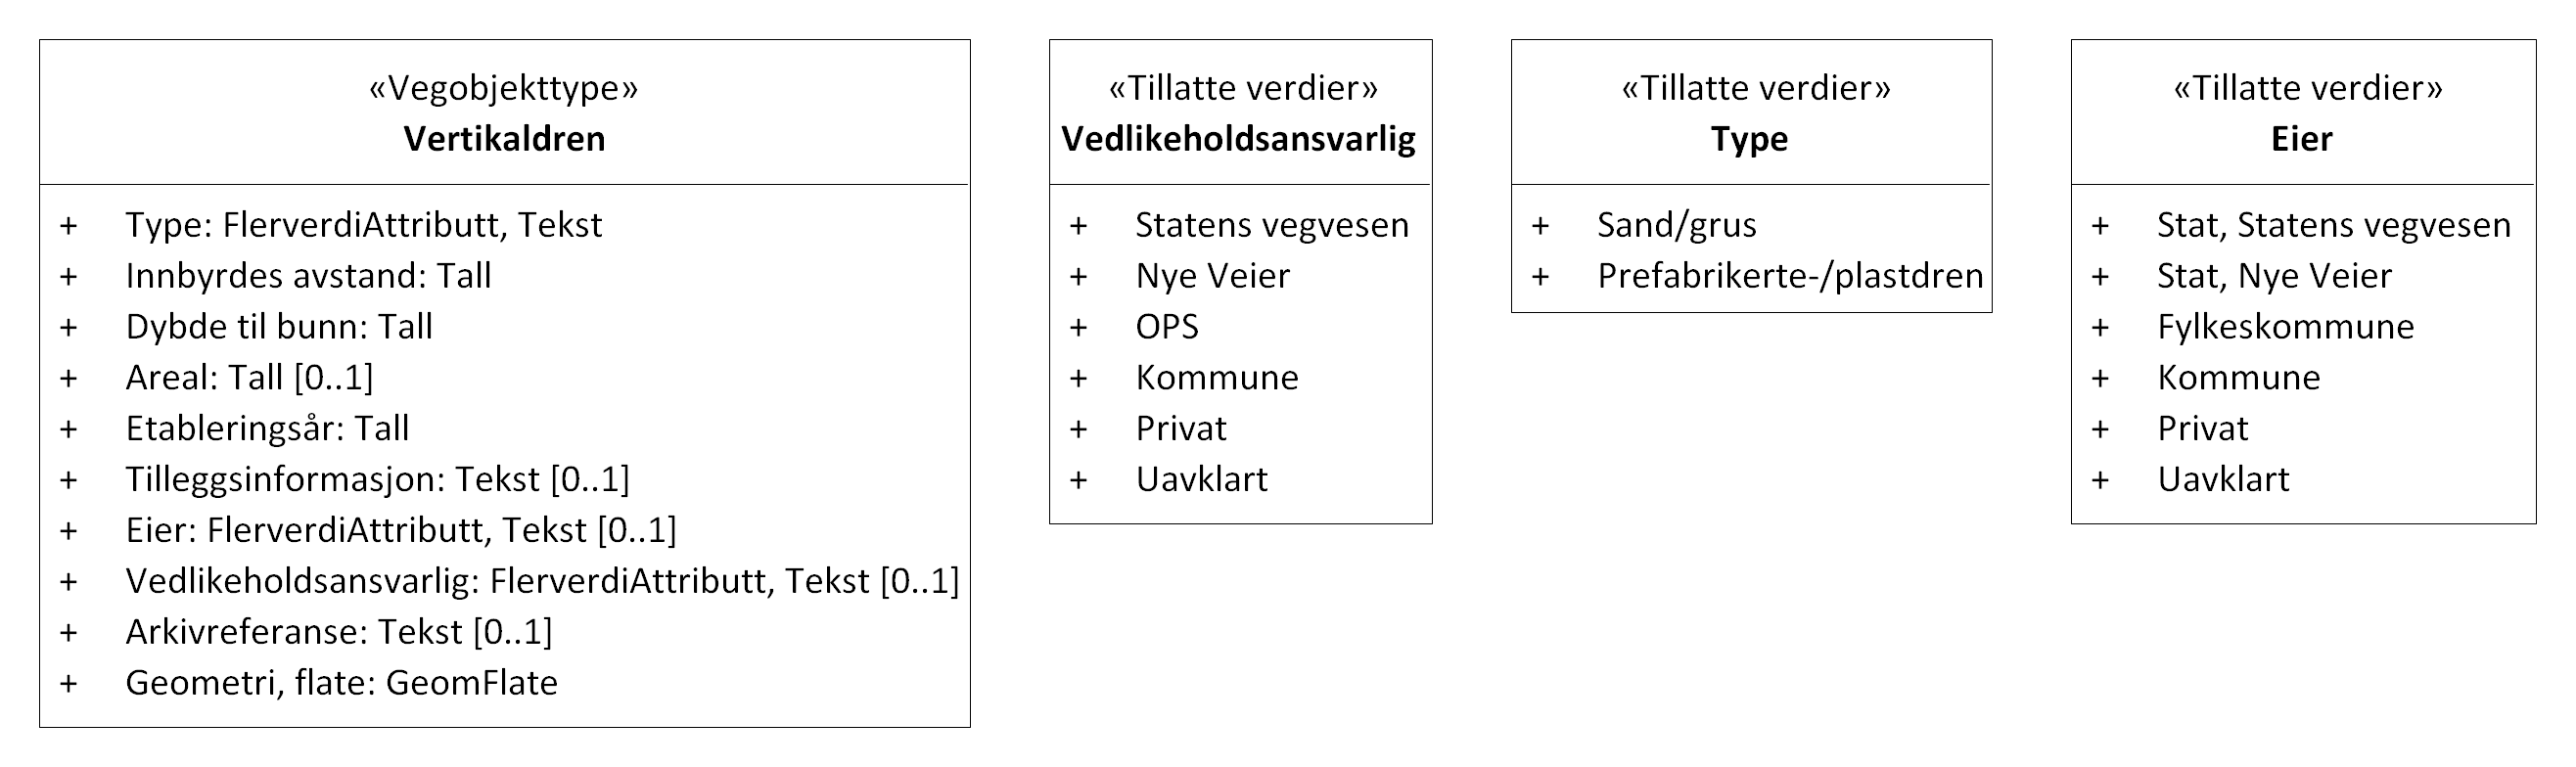 «Vegobjekttype»
Vertikaldren
+ Type: FlerverdiAttributt, Tekst
+ Innbyrdes avstand: Tall
+ Dybde til bunn: Tall
+ Areal: Tall [0..1]
+ Etableringsår: Tall
+ Tilleggsinformasjon: Tekst [0..1]
+ Eier: FlerverdiAttributt, Tekst [0..1]
+ Vedlikeholdsansvarlig: FlerverdiAttributt, Tekst [0..1]
+ Arkivreferanse: Tekst [0..1]
+ Geometri, flate: GeomFlate
«Tillatte verdier»
Vedlikeholdsansvarlig
+ Statens vegvesen
+ Nye Veier
+ OPS
+ Kommune
+ Privat
+ Uavklart
«Tillatte verdier»
Type
+ Sand/grus
+ Prefabrikerte-/plastdren
«Tillatte verdier»
Eier
+ Stat, Statens vegvesen
+ Stat, Nye Veier
+ Fylkeskommune
+ Kommune
+ Privat
+ Uavklart